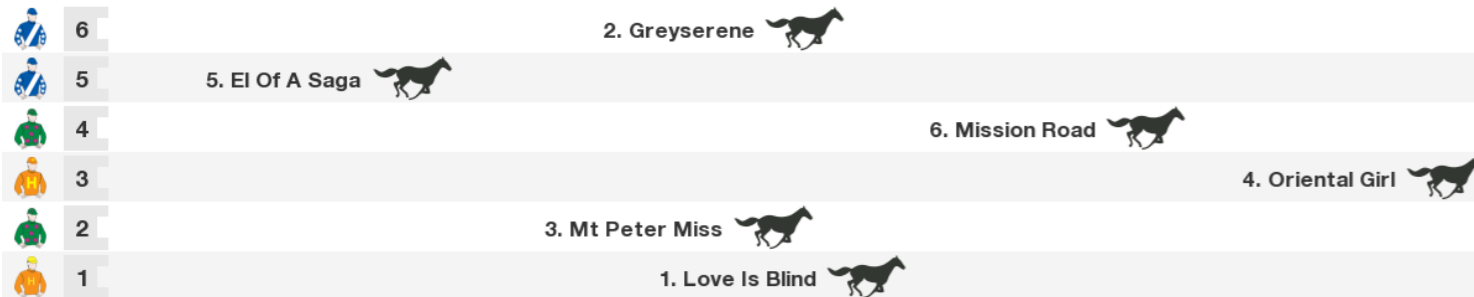 6 2. Greyserene
5 5. El Of A Saga
4 6. Mission Road
3 4. Oriental Girl
2 3. Mt Peter Miss
1 1. Love Is Blind
H
H